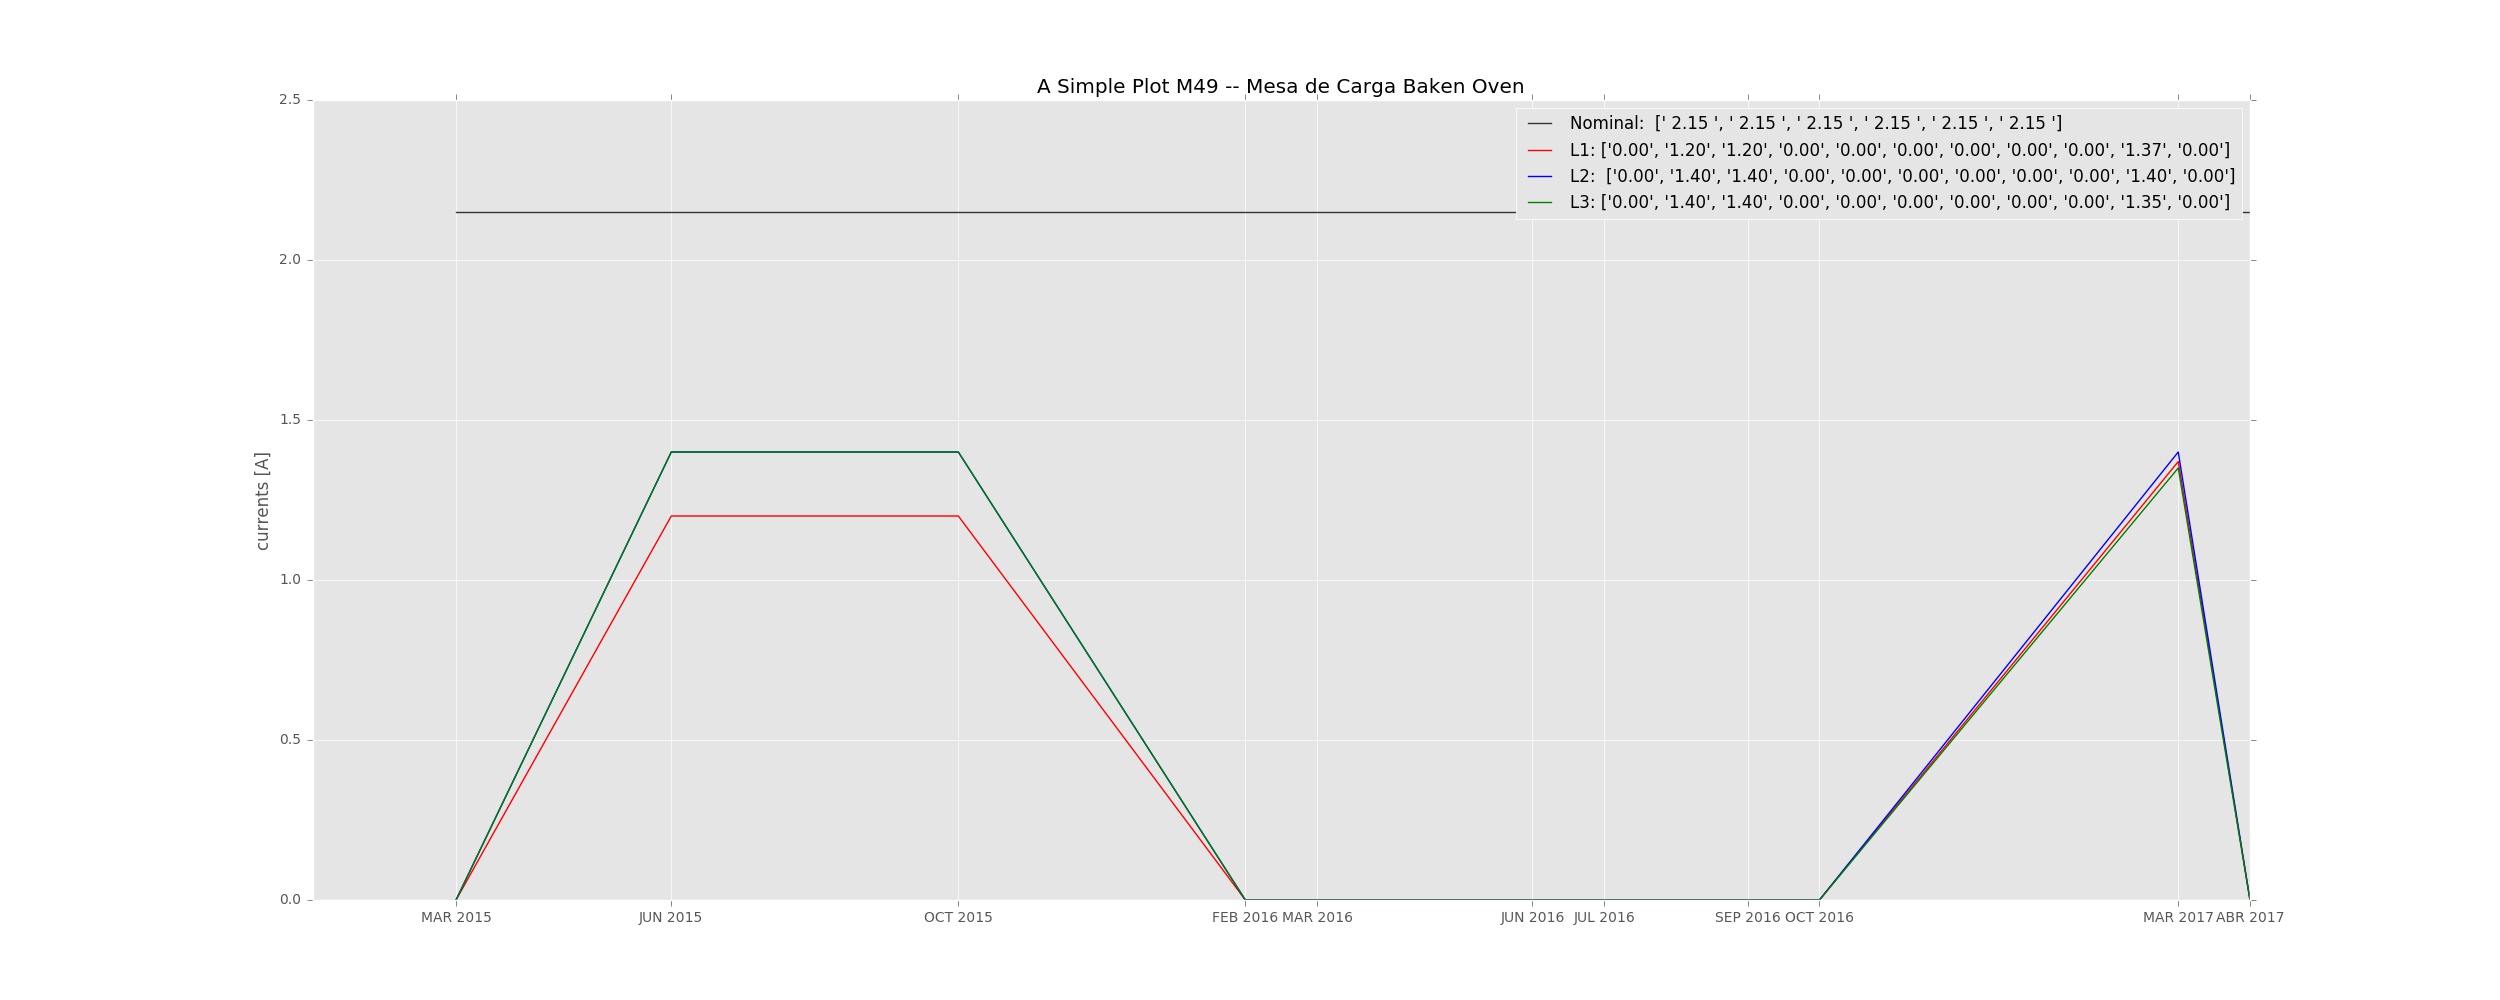 A Simple Plot M49 -- Mesa de Carga Baken Oven
Nominal:  [' 2.15 ', ' 2.15 ', ' 2.15 ', ' 2.15 ', ' 2.15 ', ' 2.15 ']
L1: ['0.00', '1.20', '1.20', '0.00', '0.00', '0.00', '0.00', '0.00', '0.00', '1.37', '0.00']
L2:  ['0.00', '1.40', '1.40', '0.00', '0.00', '0.00', '0.00', '0.00', '0.00', '1.40', '0.00']
L3: ['0.00', '1.40', '1.40', '0.00', '0.00', '0.00', '0.00', '0.00', '0.00', '1.35', '0.00']
currents [A]
2.5
2.0
1.5
1.0
0.5
0.0
MAR 2015 JUN 2015 OCT 2015 FEB 2016 MAR 2016 JUN 2016 JUL 2016 SEP 2016 OCT 2016 MAR 2017 ABR 2017